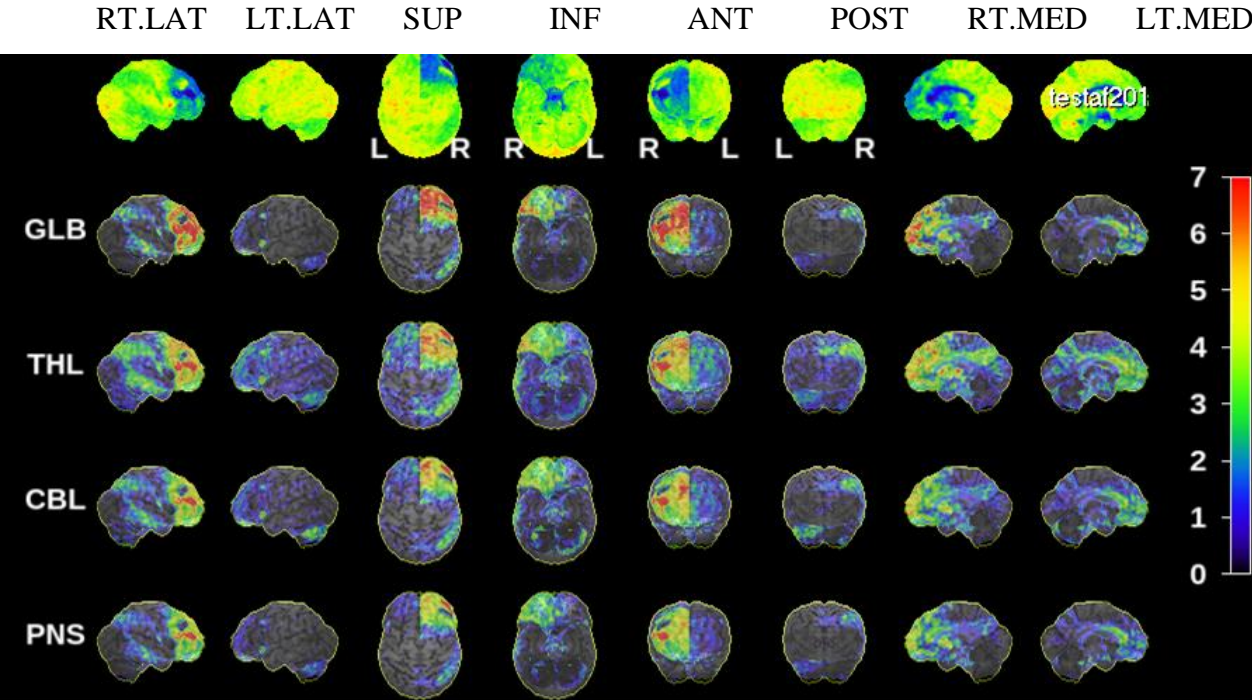 RT.LAT LT.LAT SUP INF ANT POST RT.MED LT.MED
testaf201
L R R L R L L R
7
GLB
6
5
THL
4
3
CBL
2
1
0
PNS